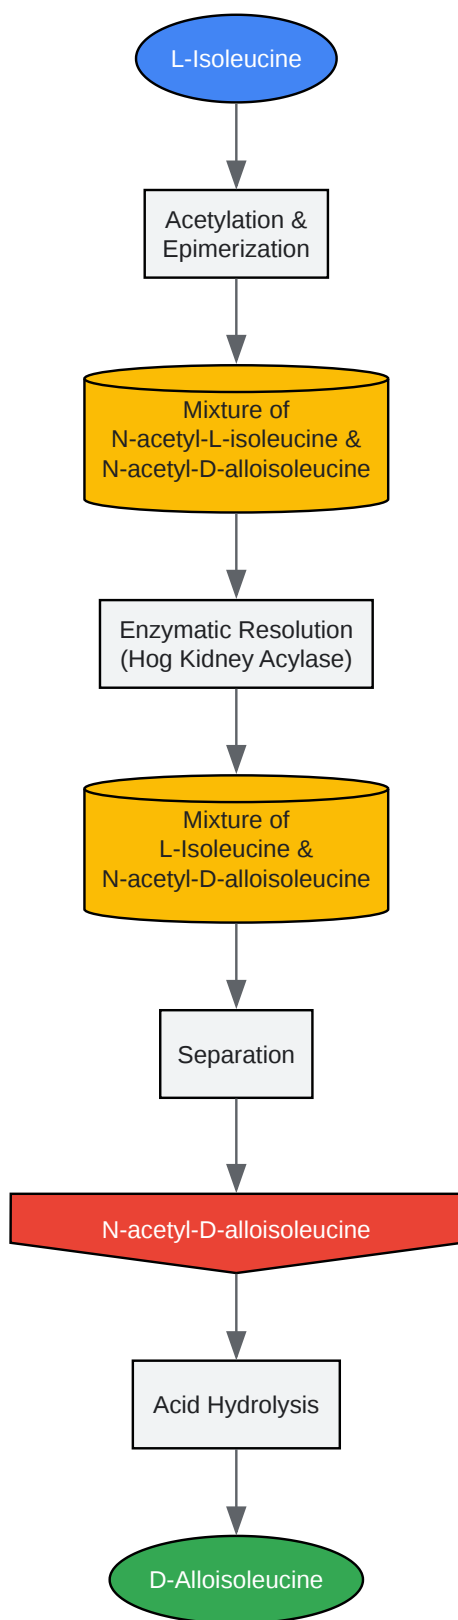 L-Isoleucine
Acetylation &
Epimerization
Mixture of
N-acetyl-L-isoleucine &
N-acetyl-D-alloisoleucine
Enzymatic Resolution
(Hog Kidney Acylase)
Mixture of
L-Isoleucine &
N-acetyl-D-alloisoleucine
Separation
N-acetyl-D-alloisoleucine
Acid Hydrolysis
D-Alloisoleucine